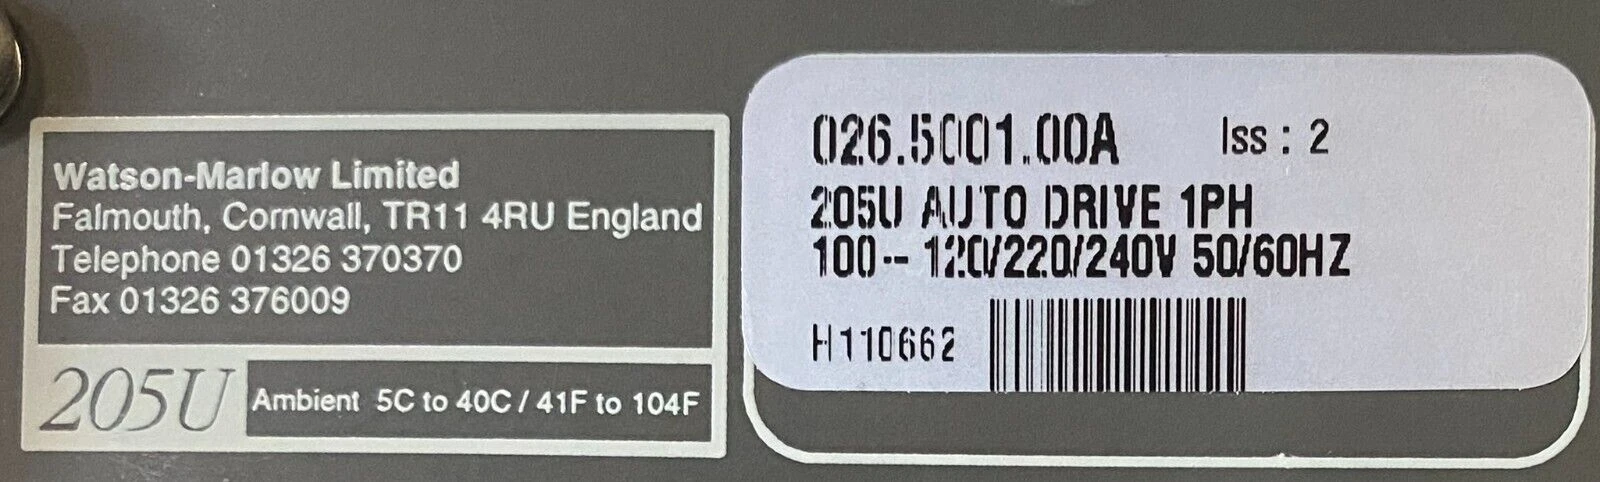 Watson-Marlow Limited
Falmouth, Cornwall, TR11 4RU England
Telephone 01326 370370
Fax 01326 376009
205U
Ambient 5C to 40C / 41F to 104F
026.5001.00A Iss : 2
205U AUTO DRIVE 1PH
100-- 120/220/240V 50/60HZ
H110662